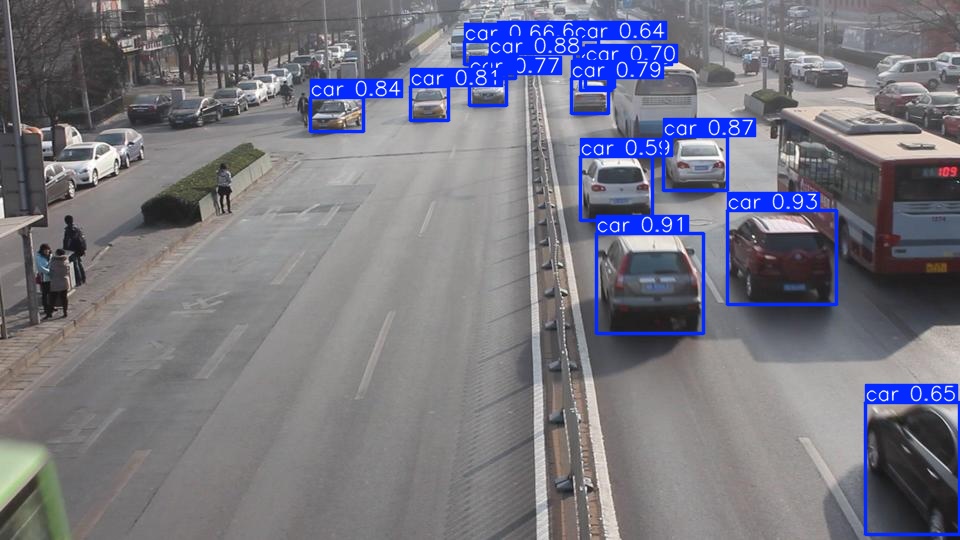 car 0.66
car 0.64
car 0.88
car 0.70
car 0.77
car 0.79
car 0.81
car 0.84
car 0.87
car 0.59
109
car 0.93
car 0.91
car 0.65